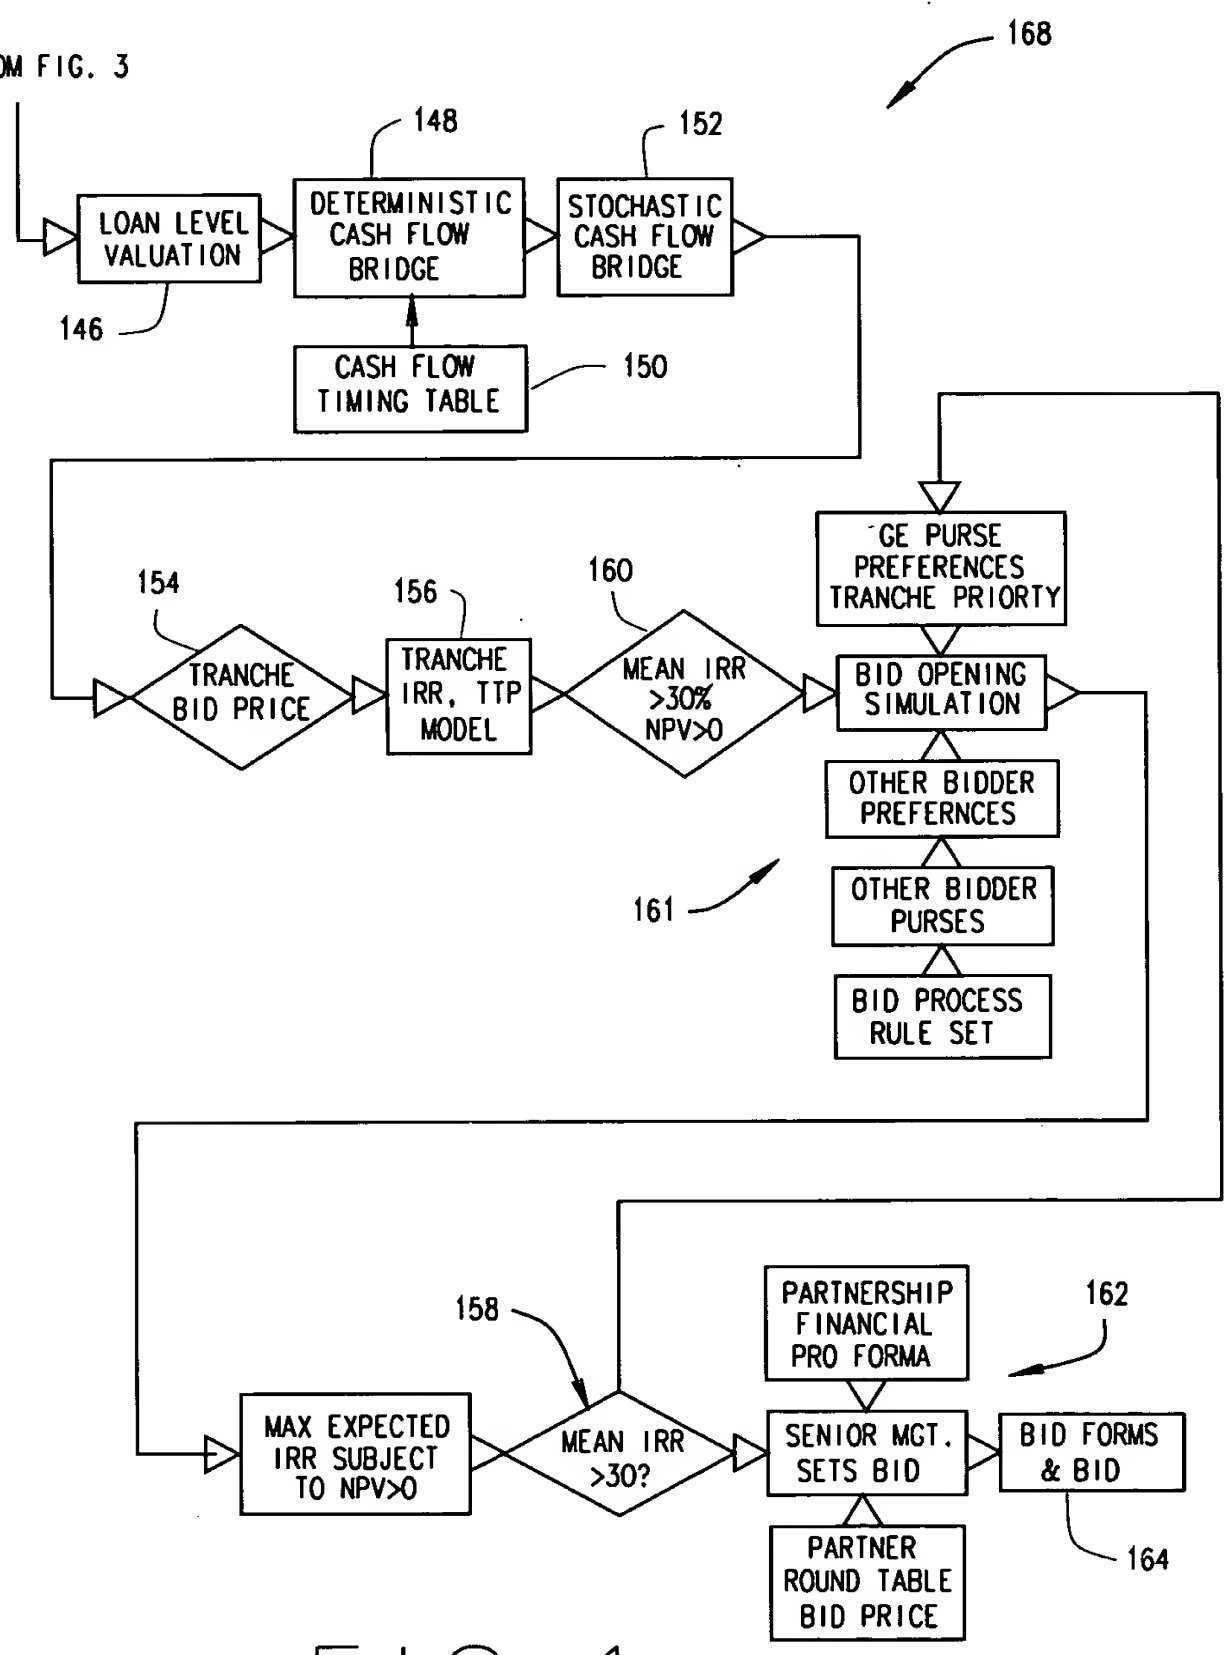 168
OM FIG. 3
148
152
LOAN LEVEL
VALUATION
DETERMINISTIC
CASH FLOW
BRIDGE
STOCHASTIC
CASH FLOW
BRIDGE
146
CASH FLOW
TIMING TABLE
150
GE PURSE
PREFERENCES
TRANCHE PRIORTY
154
156
160
TRANCHE
BID PRICE
TRANCHE
IRR, TTP
MODEL
MEAN IRR
>30%
NPV>0
BID OPENING
SIMULATION
OTHER BIDDER
PREFERNCES
161
OTHER BIDDER
PURSES
BID PROCESS
RULE SET
158
PARTNERSHIP
FINANCIAL
PRO FORMA
162
MAX EXPECTED
IRR SUBJECT
TO NPV>0
MEAN IRR
>30?
SENIOR MGT.
SETS BID
BID FORMS
& BID
PARTNER
ROUND TABLE
BID PRICE
164